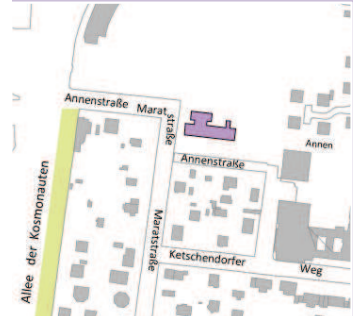 Annenstraße Marat
straße
Annen
Annenstraße
Allee der Kosmonauten
Maratstraße
Ketschendorfer
Weg